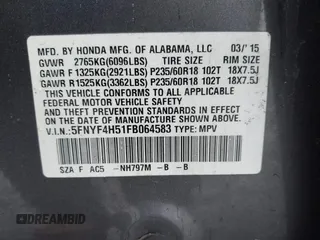 MFD. BY HONDA MFG. OF ALABAMA, LLC 03/'15
GVWR 2765KG(6096LBS) TIRE SIZE RIM SIZE
GAWR F 1325KG(2921LBS) P235/60R18 102T 18X7.5J
GAWR R 1525KG(3362LBS) P235/60R18 102T 18X7.5J
THIS VEHICLE CONFORMS TO ALL APPLICABLE
FEDERAL MOTOR VEHICLE SAFETY
AND THEFT PREVENTION STANDARDS IN EFFECT ON
THE DATE OF MANUFACTURE SHOWN ABOVE.
VIN: 5FNYF4H51FB064583 TYPE: MPV
SZA F AC5 -NH797M -B -B
DREAMBID